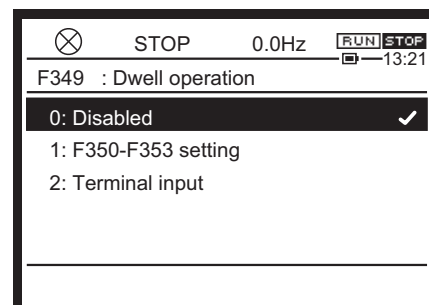 STOP 0.0Hz RUN STOP
13:21
F349 : Dwell operation
0: Disabled
1: F350-F353 setting
2: Terminal input